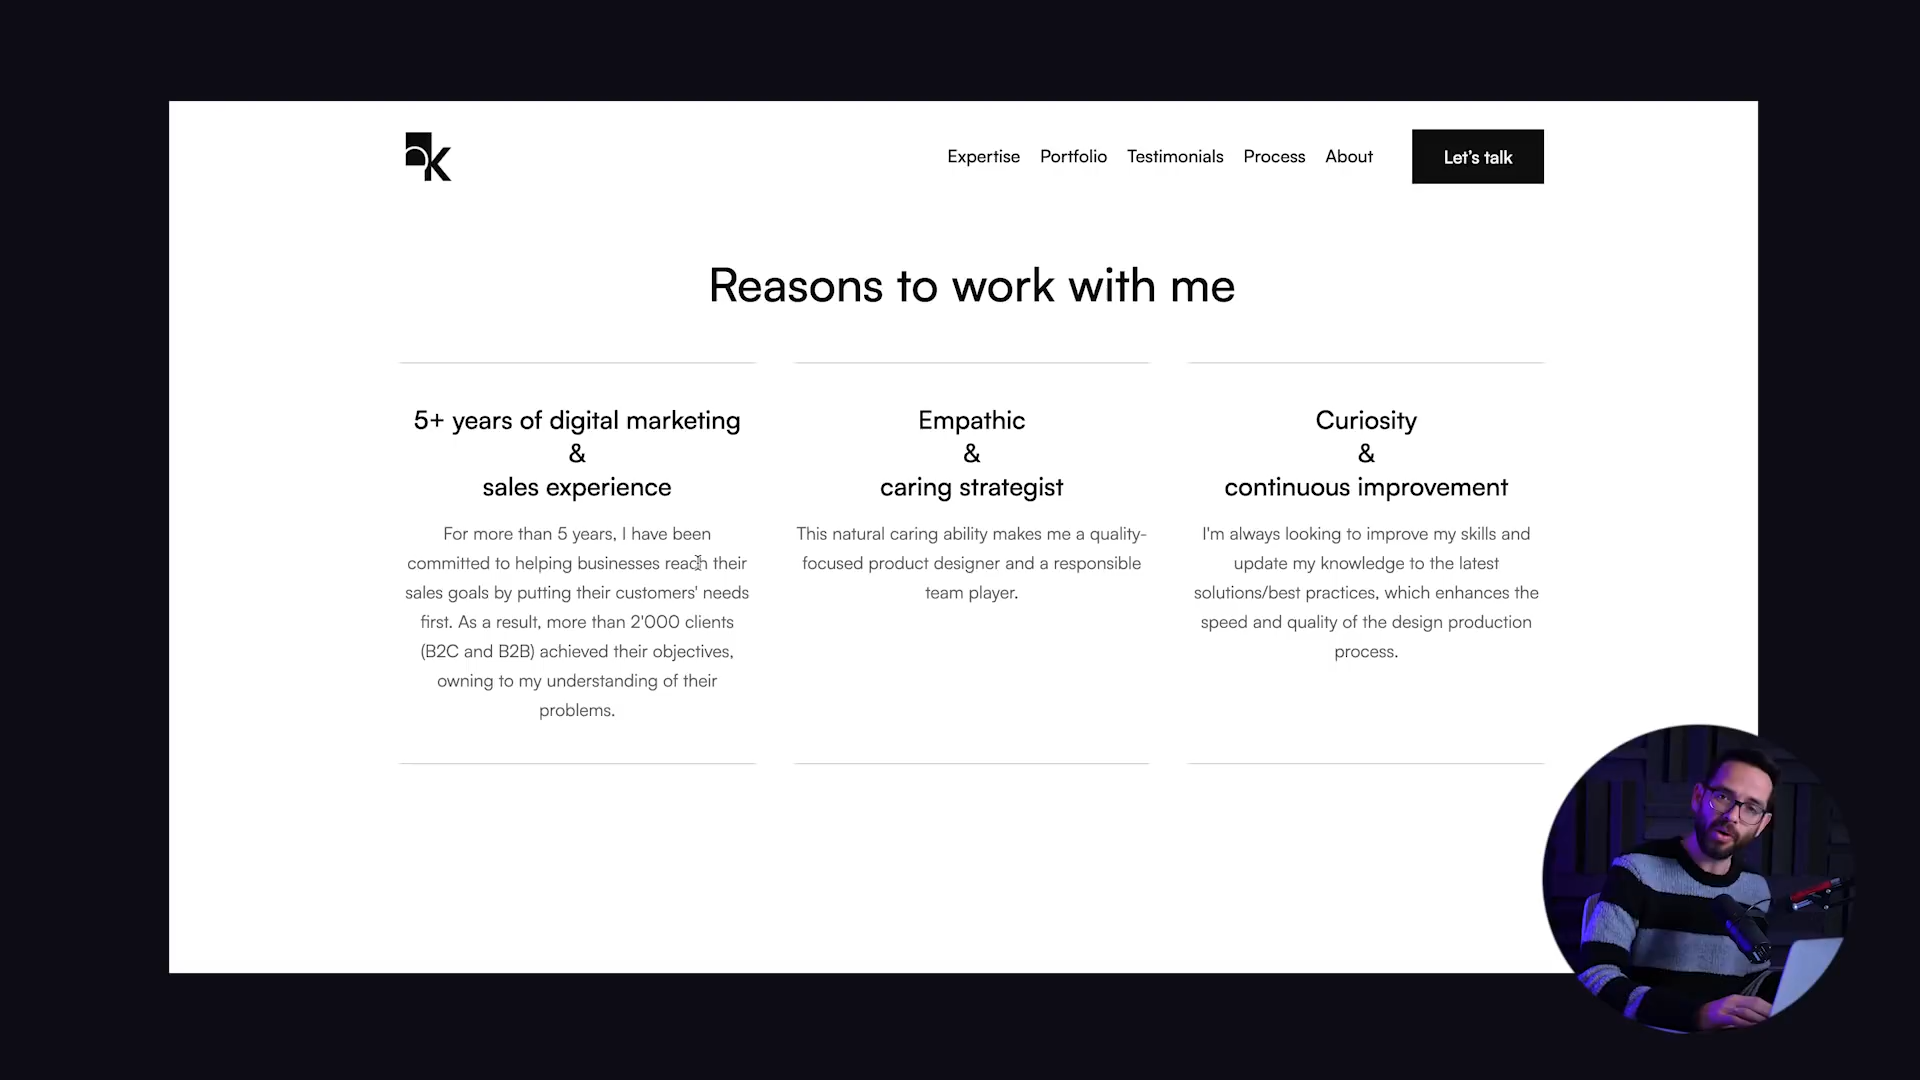 Expertise Portfolio Testimonials Process About Let's talk
Reasons to work with me
5+ years of digital marketing
&
sales experience
For more than 5 years, I have been
committed to helping businesses reach their
sales goals by putting their customers' needs
first. As a result, more than 2'000 clients
(B2C and B2B) achieved their objectives,
owning to my understanding of their
problems.
Empathic
&
caring strategist
This natural caring ability makes me a quality-
focused product designer and a responsible
team player.
Curiosity
&
continuous improvement
I'm always looking to improve my skills and
update my knowledge to the latest
solutions/best practices, which enhances the
speed and quality of the design production
process.